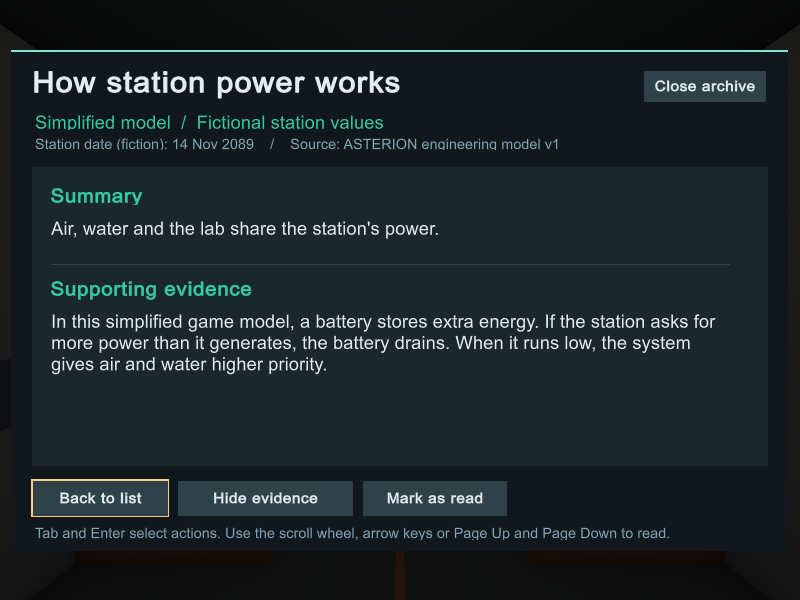 How station power works
Close archive
Simplified model / Fictional station values
Station date (fiction): 14 Nov 2089 / Source: ASTERION engineering model v1
Summary
Air, water and the lab share the station's power.
Supporting evidence
In this simplified game model, a battery stores extra energy. If the station asks for
more power than it generates, the battery drains. When it runs low, the system
gives air and water higher priority.
Back to list
Hide evidence
Mark as read
Tab and Enter select actions. Use the scroll wheel, arrow keys or Page Up and Page Down to read.